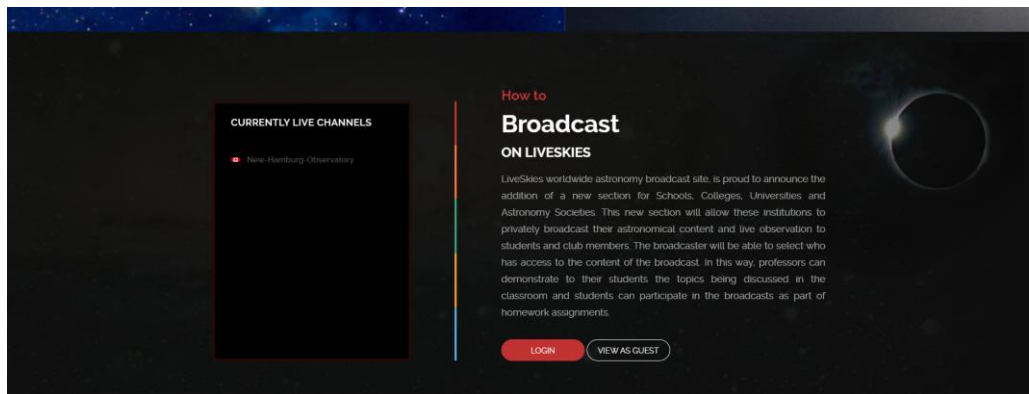 CURRENTLY LIVE CHANNELS
New-Hamburg-Observatory
How to
Broadcast
ON LIVESKIES
LiveSkies worldwide astronomy broadcast site, is proud to announce the
addition of a new section for Schools, Colleges, Universities and
Astronomy Societies. This new section will allow these institutions to
privately broadcast their astronomical content and live observation to
students and club members. The broadcaster will be able to select who
has access to the content of the broadcast. In this way, professors can
demonstrate to their students the topics being discussed in the
classroom and students can participate in the broadcasts as part of
homework assignments.
LOGIN
VIEW AS GUEST